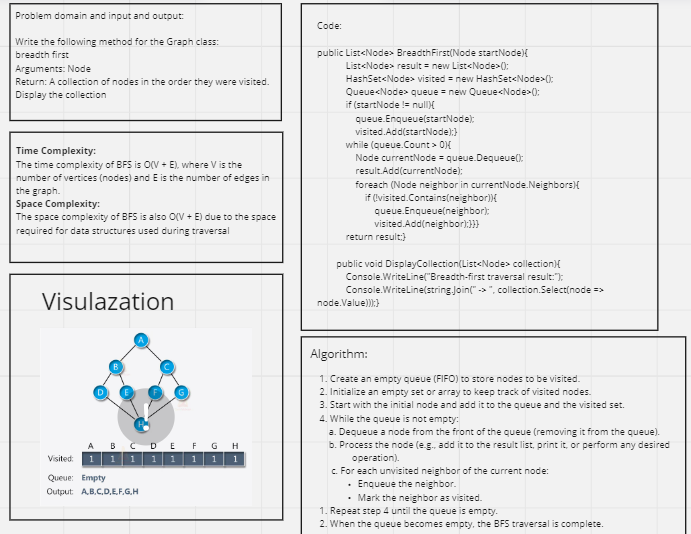 Problem domain and input and output:
Write the following method for the Graph class:
breadth first
Arguments: Node
Return: A collection of nodes in the order they were visited.
Display the collection
Time Complexity:
The time complexity of BFS is O(V + E), where V is the
number of vertices (nodes) and E is the number of edges in
the graph.
Space Complexity:
The space complexity of BFS is also O(V + E) due to the space
required for data structures used during traversal
Visulazation
A
B C
D E F G
H
A B C D E F G H
Visited: 1 1 1 1 1 1 1 1
Queue: Empty
Output: A,B,C,D,E,F,G,H
Code:
public List<Node> BreadthFirst(Node startNode){
List<Node> result = new List<Node>();
HashSet<Node> visited = new HashSet<Node>();
Queue<Node> queue = new Queue<Node>();
if (startNode != null){
queue.Enqueue(startNode);
visited.Add(startNode);}
while (queue.Count > 0){
Node currentNode = queue.Dequeue();
result.Add(currentNode);
foreach (Node neighbor in currentNode.Neighbors){
if (!visited.Contains(neighbor)){
queue.Enqueue(neighbor);
visited.Add(neighbor);}}}
return result;}
public void DisplayCollection(List<Node> collection){
Console.WriteLine("Breadth-first traversal result:");
Console.WriteLine(string.Join(" -> ", collection.Select(node =>
node.Value)));}
Algorithm:
1. Create an empty queue (FIFO) to store nodes to be visited.
2. Initialize an empty set or array to keep track of visited nodes.
3. Start with the initial node and add it to the queue and the visited set.
4. While the queue is not empty:
a. Dequeue a node from the front of the queue (removing it from the queue).
b. Process the node (e.g., add it to the result list, print it, or perform any desired
operation).
c. For each unvisited neighbor of the current node:
• Enqueue the neighbor.
• Mark the neighbor as visited.
1. Repeat step 4 until the queue is empty.
2. When the queue becomes empty, the BFS traversal is complete.